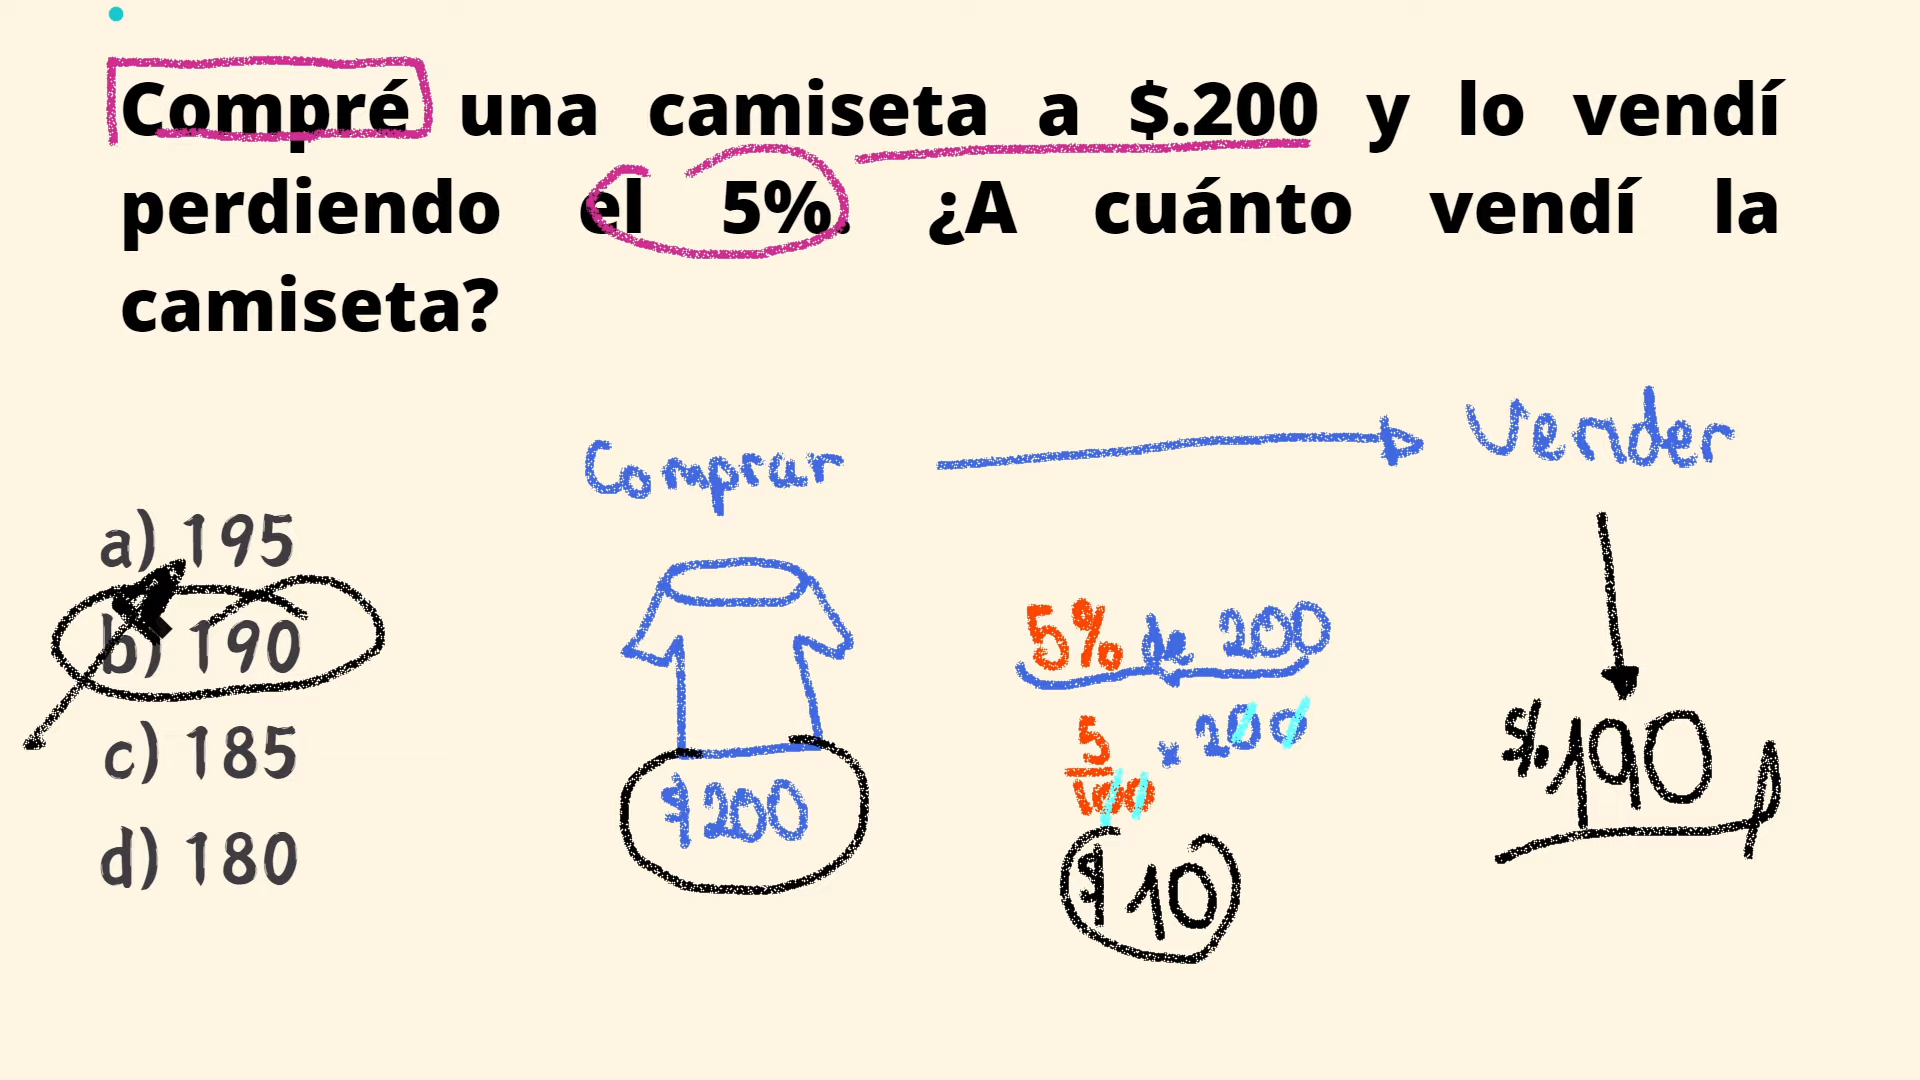 Compré una camiseta a $.200 y lo vendí
perdiendo el 5%. ¿A cuánto vendí la
camiseta?
Comprar
Vender
a) 195
b) 190
c) 185
d) 180
$200
5% de 200
5/100 x 200
$10
S/.190